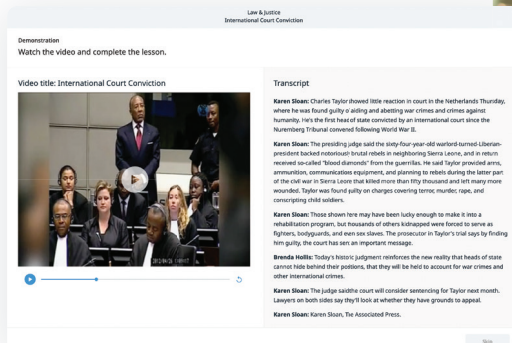 Law & Justice
International Court Conviction
Demonstration
Watch the video and complete the lesson.
Video title: International Court Conviction
Transcript
Karen Sloan: Charles Taylor showed little reaction in court in the Netherlands Thursday,
where he was found guilty o aiding and abetting war crimes and crimes against
humanity. He's the first head of state convicted by an international court since the
Nuremberg Tribunal convened following World War II.
Karen Sloan: The presiding judge said the sixty-four-year-old warlord-turned-Liberian-
president backed notorious brutal rebels in neighboring Sierra Leone, and in return
received so-called "blood diamonds" from the guerrillas. He said Taylor provided arms,
ammunition, communications equipment, and planning to rebels during the latter part
of the civil war in Sierra Leone that killed more than fifty thousand and left many more
wounded. Taylor was found guilty on charges covering terror, murder, rape, and
conscripting child soldiers.
Karen Sloan: Those shown here may have been lucky enough to make it into a
rehabilitation program, but thousands of others kidnapped were forced to serve as
fighters, bodyguards, and even sex slaves. The prosecutor in Taylor's trial says by finding
him guilty, the court has sen an important message.
Brenda Hollis: Today's historic judgment reinforces the new reality that heads of state
cannot hide behind their positions, that they will be held to account for war crimes and
other international crimes.
Karen Sloan: The judge said the court will consider sentencing for Taylor next month.
Lawyers on both sides say they'll look at whether they have grounds to appeal.
Karen Sloan: Karen Sloan, The Associated Press.
Skip